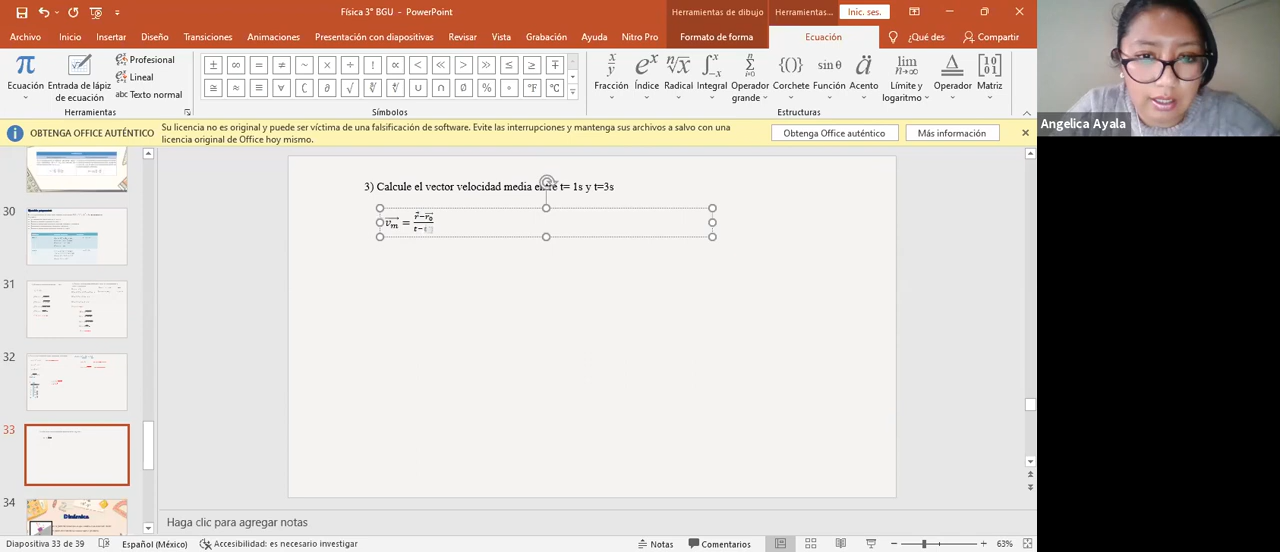 Física 3° BGU - PowerPoint
Herramientas de dibujo
Herramientas...
Inic. ses.
Archivo Inicio Insertar Diseño Transiciones Animaciones Presentación con diapositivas Revisar Vista Grabación Ayuda Nitro Pro Formato de forma Ecuación ¿Qué des Compartir
Ecuación
Entrada de lápiz de ecuación
Profesional
Lineal
abc Texto normal
Herramientas
Símbolos
Fracción Índice Radical Integral Operador grande Corchete Función Acento Límite y logaritmo Operador Matriz
Estructuras
OBTENGA OFFICE AUTÉNTICO
Su licencia no es original y puede ser víctima de una falsificación de software. Evite las interrupciones y mantenga sus archivos a salvo con una
licencia original de Office hoy mismo.
Obtenga Office auténtico
Más información
Angelica Ayala
30
31
32
33
34
Dinámica
3) Calcule el vector velocidad media entre t= 1s y t=3s
Haga clic para agregar notas
Diapositiva 33 de 39 Español (México) Accesibilidad: es necesario investigar Notas Comentarios 63%